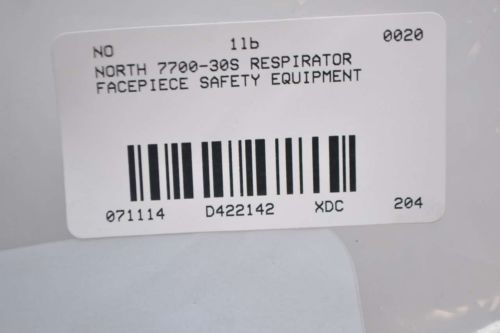 NO 1lb 0020
NORTH 7700-30S RESPIRATOR
FACEPIECE SAFETY EQUIPMENT
071114 D422142 XDC 204